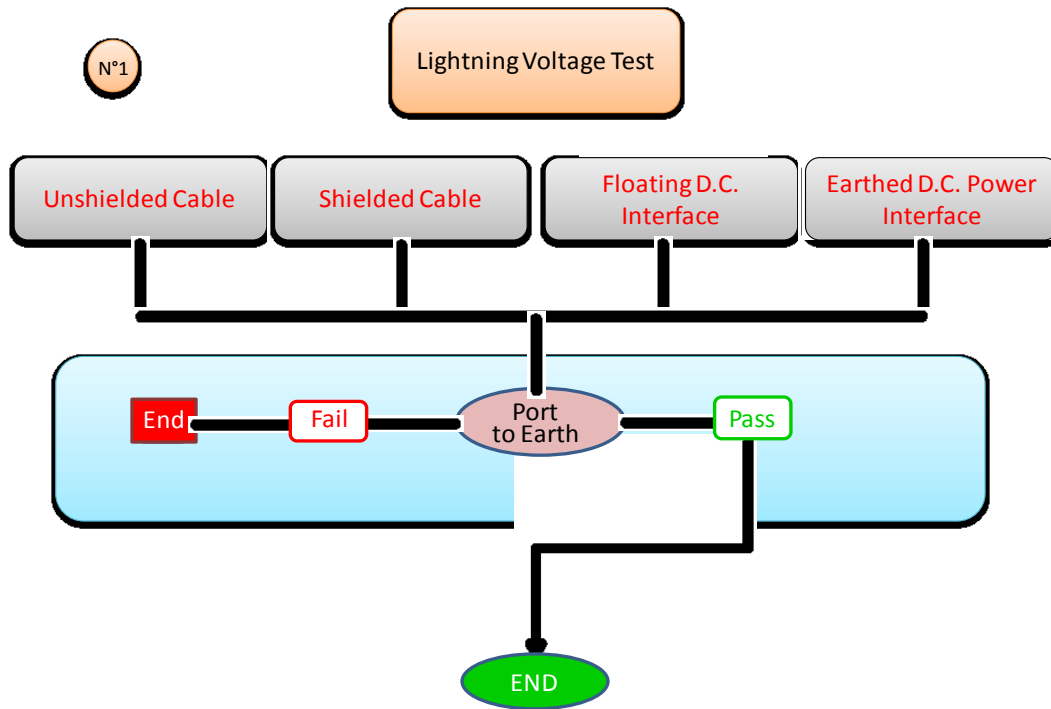 N°1
Lightning Voltage Test
Unshielded Cable
Shielded Cable
Floating D.C.
Interface
Earthed D.C. Power
Interface
End
Fail
Port
to Earth
Pass
END